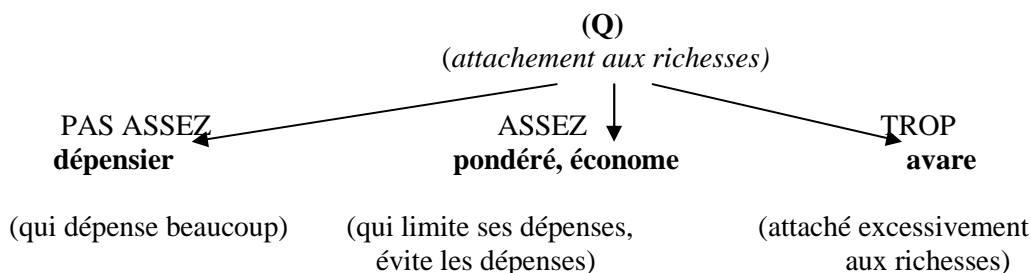 (Q)
(attachement aux richesses)
PAS ASSEZ ASSEZ TROP
dépensier pondéré, économe avare
(qui dépense beaucoup) (qui limite ses dépenses, (attaché excessivement
évite les dépenses) aux richesses)